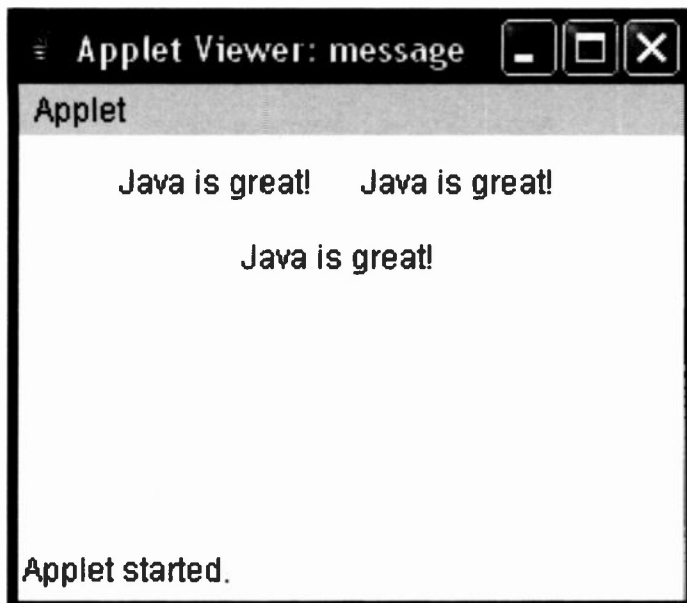 Applet Viewer: message
Applet
Java is great! Java is great!
Java is great!
Applet started.